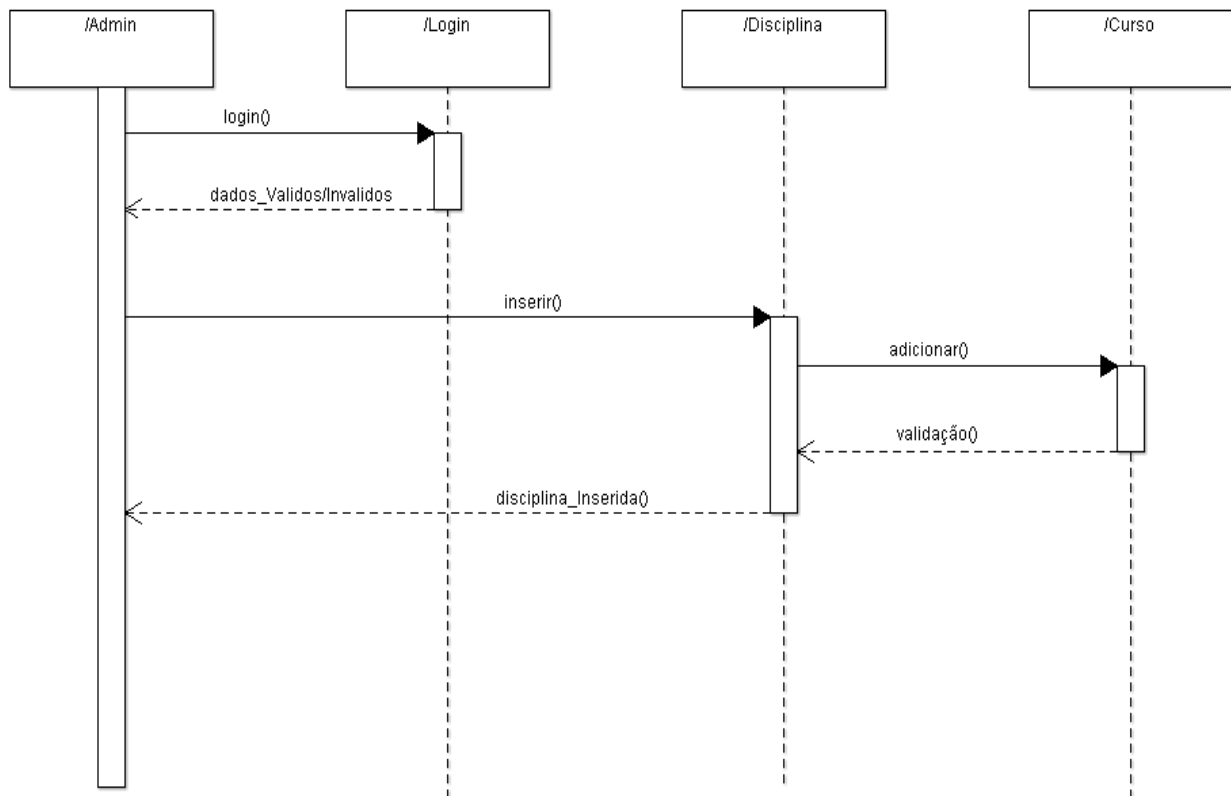 /Admin
/Login
/Disciplina
/Curso
login()
dados_Validos/Invalidos
inserir()
adicionar()
validação()
disciplina_Inserida()